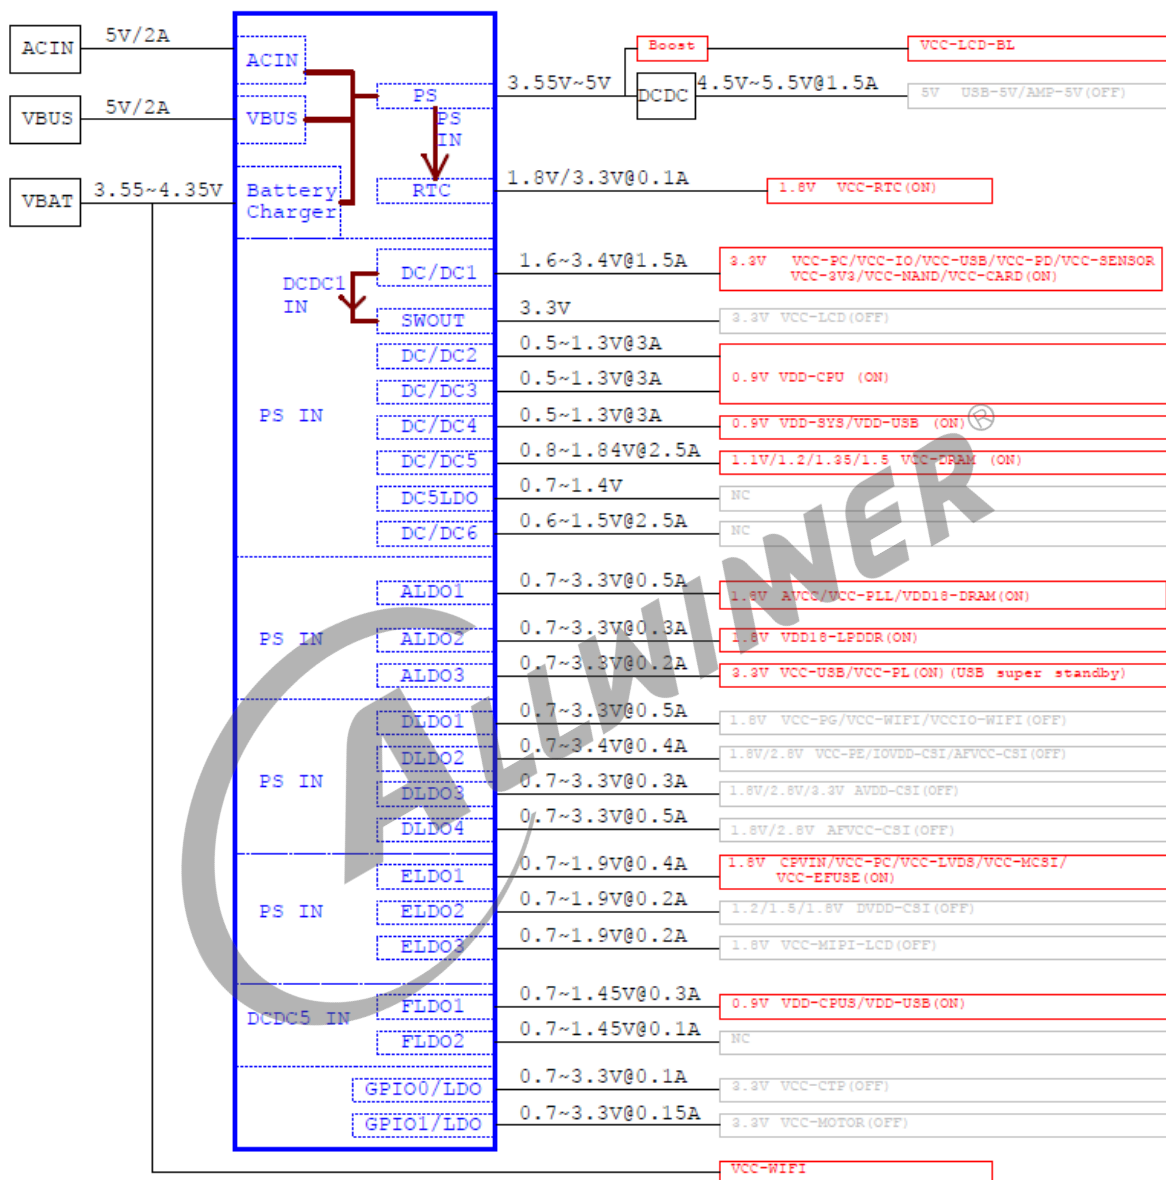 ACIN 5V/2A ACIN
VBUS 5V/2A VBUS
VBAT 3.55~4.35V Battery
Charger
PS 3.55V~5V
PS
IN
Boost VCC-LCD-BL
DCDC 4.5V~5.5V@1.5A 5V USB-5V/AMP-5V(OFF)
RTC 1.8V/3.3V@0.1A 1.8V VCC-RTC(ON)
DCDC1
IN
DC/DC1 1.6~3.4V@1.5A 3.3V VCC-PC/VCC-IO/VCC-USB/VCC-PD/VCC-SENSOR
VCC-3V3/VCC-NAND/VCC-CARD(ON)
SWOUT 3.3V 3.3V VCC-LCD(OFF)
DC/DC2 0.5~1.3V@3A
0.9V VDD-CPU (ON)
DC/DC3 0.5~1.3V@3A
PS IN
DC/DC4 0.5~1.3V@3A 0.9V VDD-SYS/VDD-USB (ON)
DC/DC5 0.8~1.84V@2.5A 1.1V/1.2/1.35/1.5 VCC-DRAM (ON)
DC5LDO 0.7~1.4V NC
DC/DC6 0.6~1.5V@2.5A NC
ALDO1 0.7~3.3V@0.5A 1.8V AVCC/VCC-PLL/VDD18-DRAM(ON)
PS IN
ALDO2 0.7~3.3V@0.3A 1.8V VDD18-LPDDR(ON)
ALDO3 0.7~3.3V@0.2A 3.3V VCC-USB/VCC-PL(ON)(USB super standby)
DLDO1 0.7~3.3V@0.5A 1.8V VCC-PG/VCC-WIFI/VCCIO-WIFI(OFF)
DLDO2 0.7~3.4V@0.4A 1.8V/2.8V VCC-PE/IOVDD-CSI/AFVCC-CSI(OFF)
PS IN
DLDO3 0.7~3.3V@0.3A 1.8V/2.8V/3.3V AVDD-CSI(OFF)
DLDO4 0.7~3.3V@0.5A 1.8V/2.8V AFVCC-CSI(OFF)
ELDO1 0.7~1.9V@0.4A 1.8V CPVIN/VCC-PC/VCC-LVDS/VCC-MCSI/
VCC-EFUSE(ON)
PS IN
ELDO2 0.7~1.9V@0.2A 1.2/1.5/1.8V DVDD-CSI(OFF)
ELDO3 0.7~1.9V@0.2A 1.8V VCC-MIPI-LCD(OFF)
FLDO1 0.7~1.45V@0.3A 0.9V VDD-CPUS/VDD-USB(ON)
DCDC5 IN
FLDO2 0.7~1.45V@0.1A NC
GPIO0/LDO 0.7~3.3V@0.1A 3.3V VCC-CTP(OFF)
GPIO1/LDO 0.7~3.3V@0.15A 3.3V VCC-MOTOR(OFF)
VCC-WIFI
ALLWINNER®